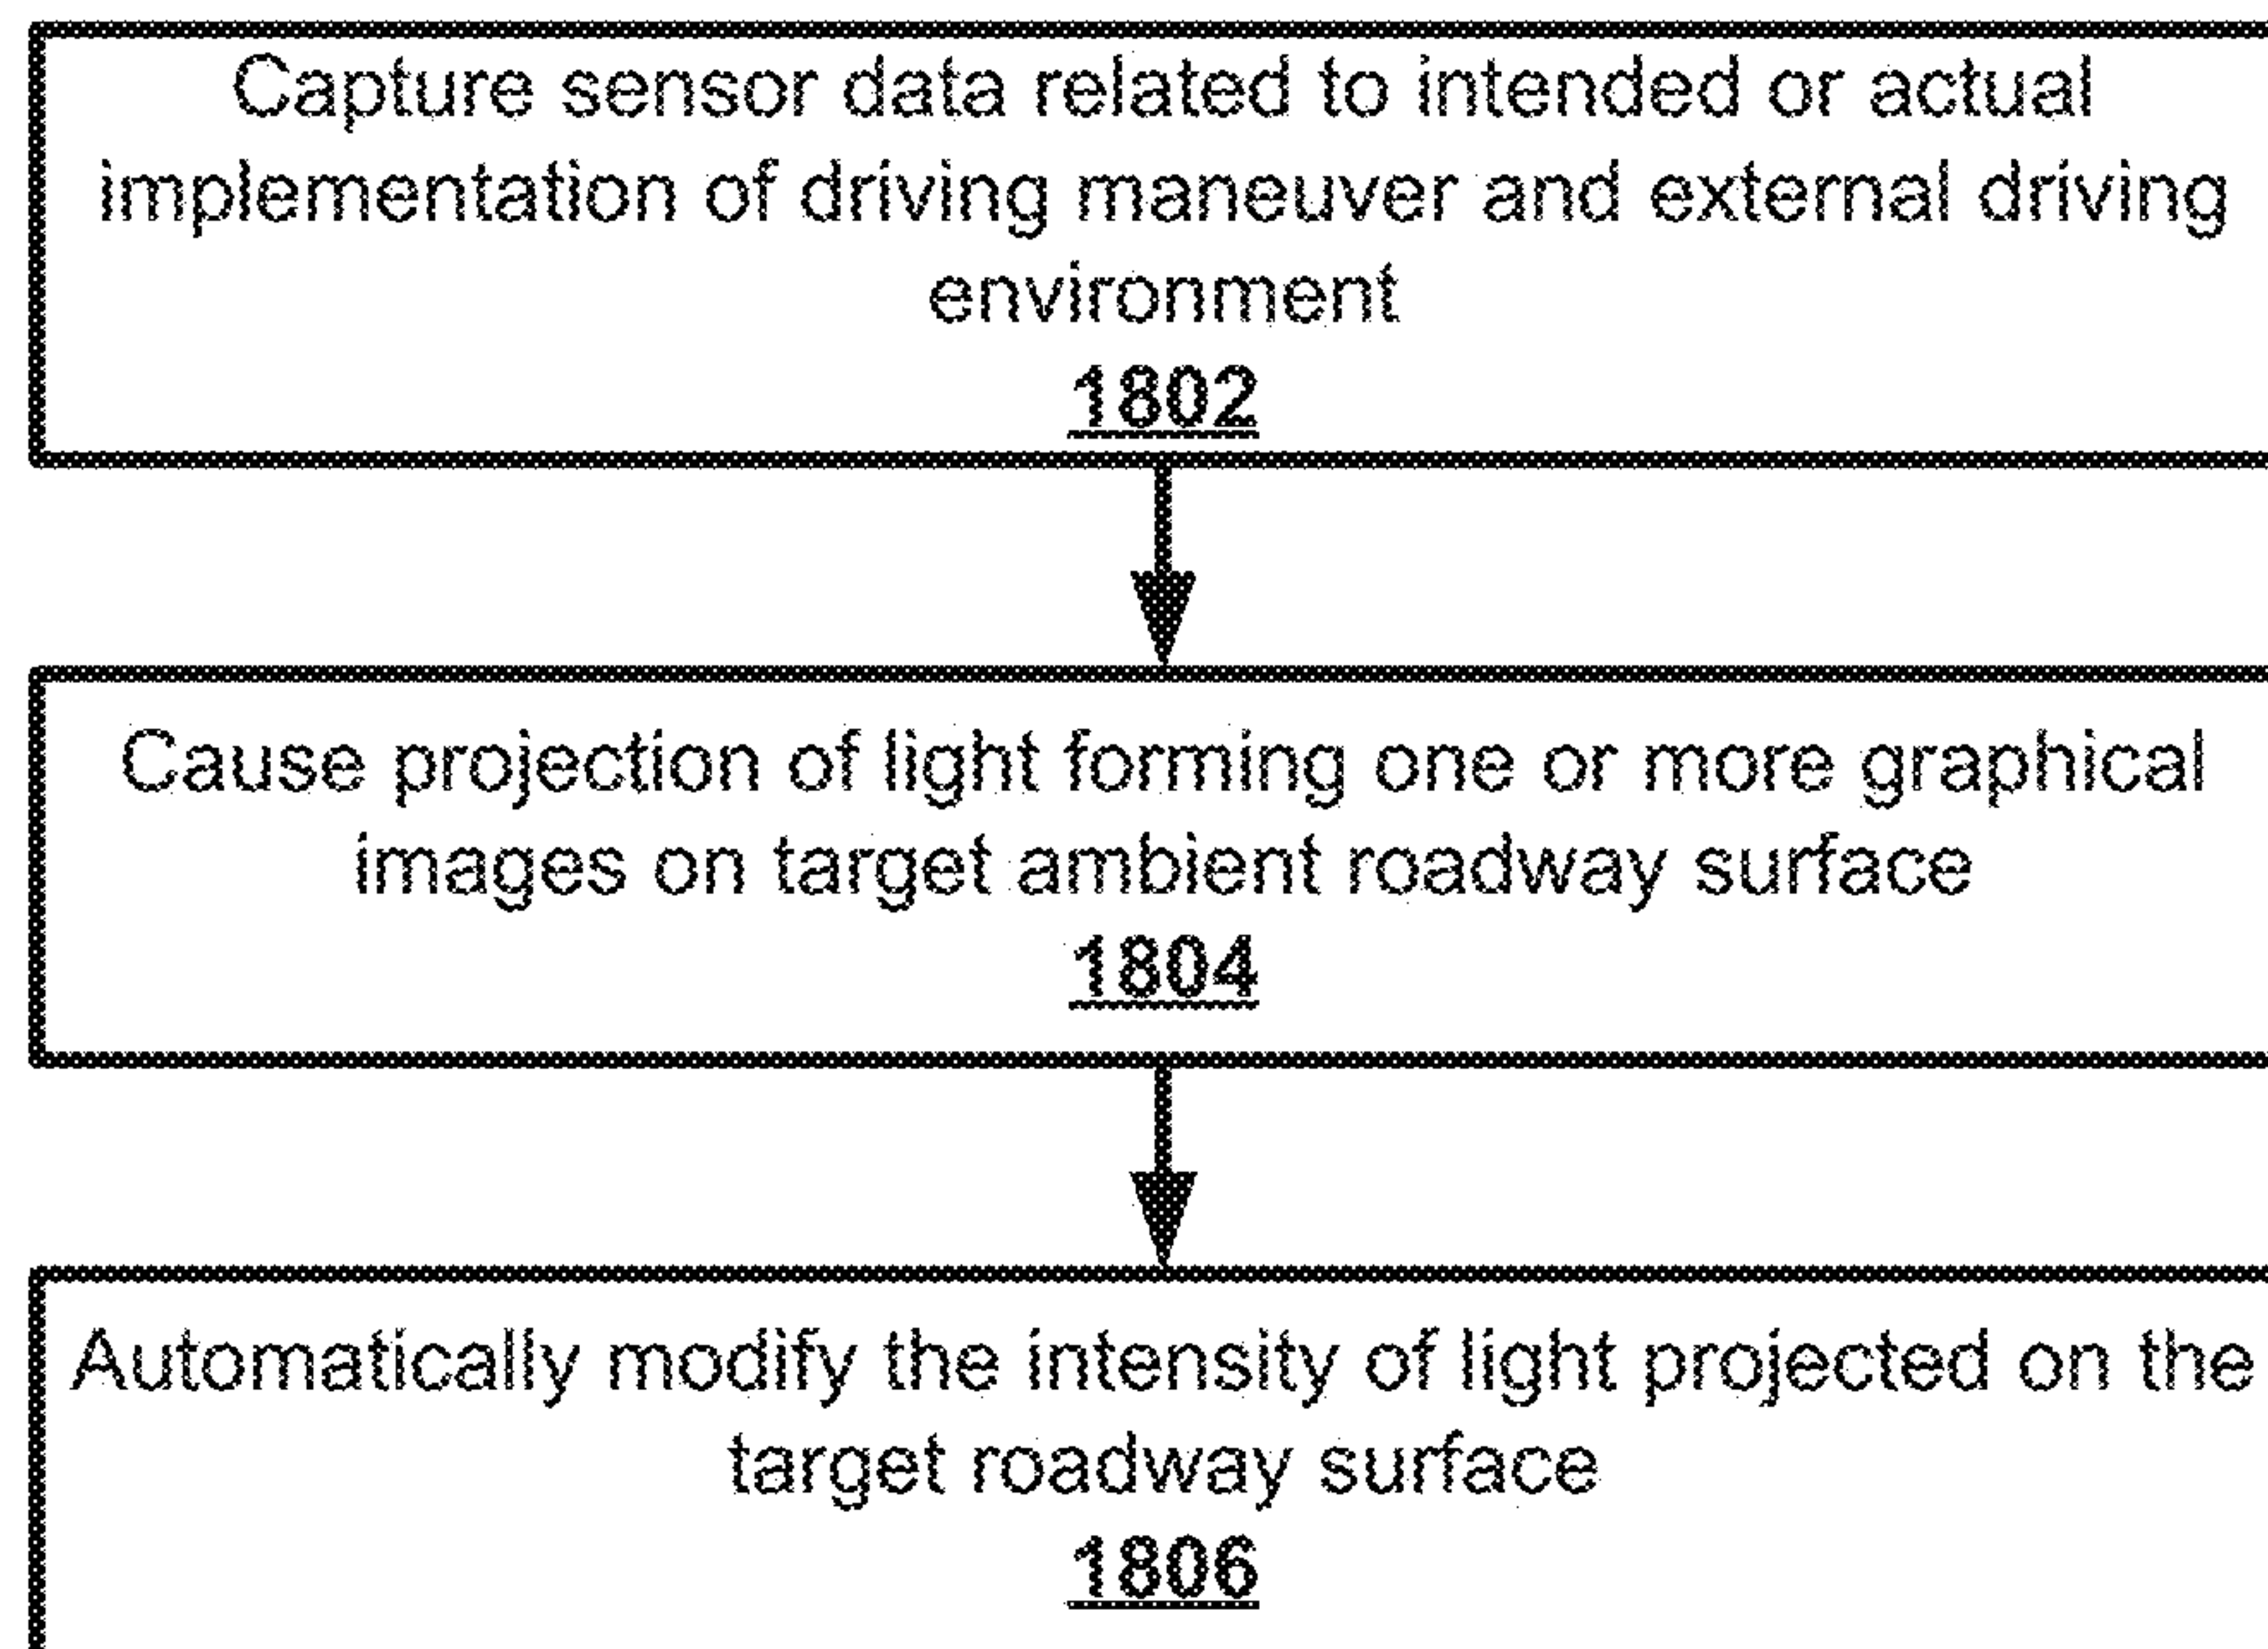 Capture sensor data related to intended or actual
implementation of driving maneuver and external driving
environment
1802
Cause projection of light forming one or more graphical
images on target ambient roadway surface
1804
Automatically modify the intensity of light projected on the
target roadway surface
1806